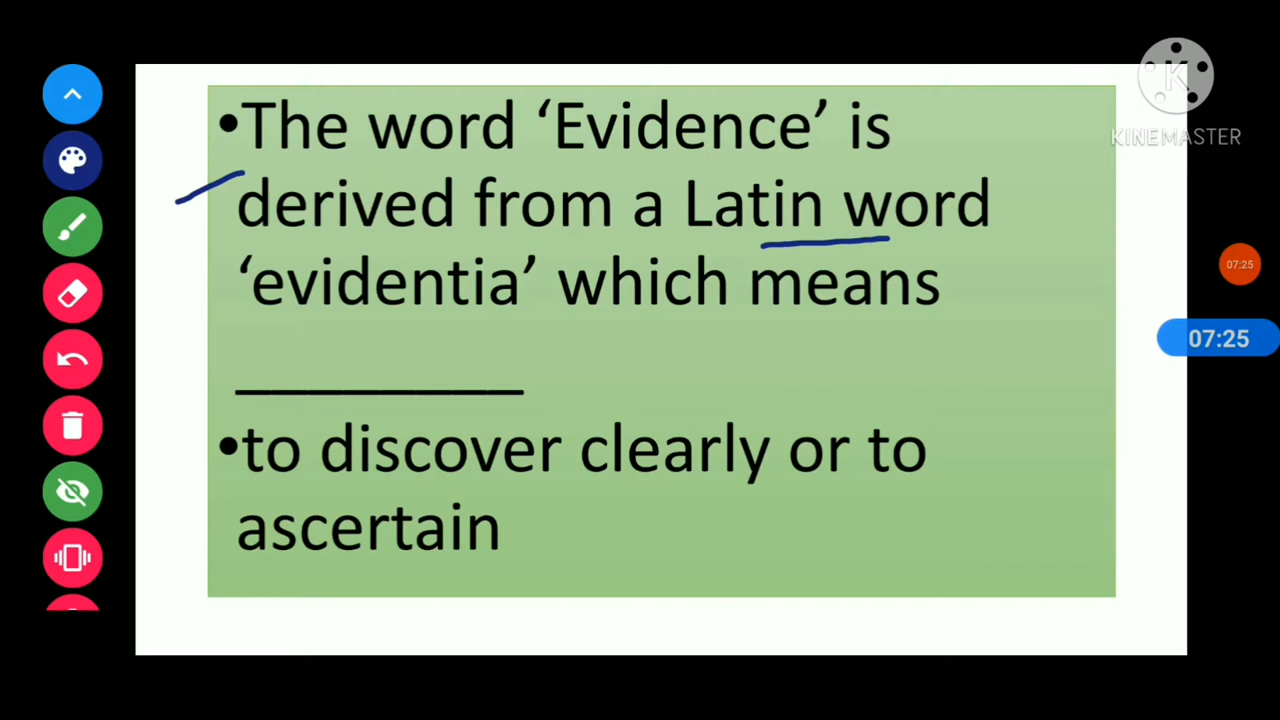 •The word ‘Evidence’ is
derived from a Latin word
‘evidentia’ which means
________
•to discover clearly or to
ascertain
K
KINEMASTER
07:25
07:25